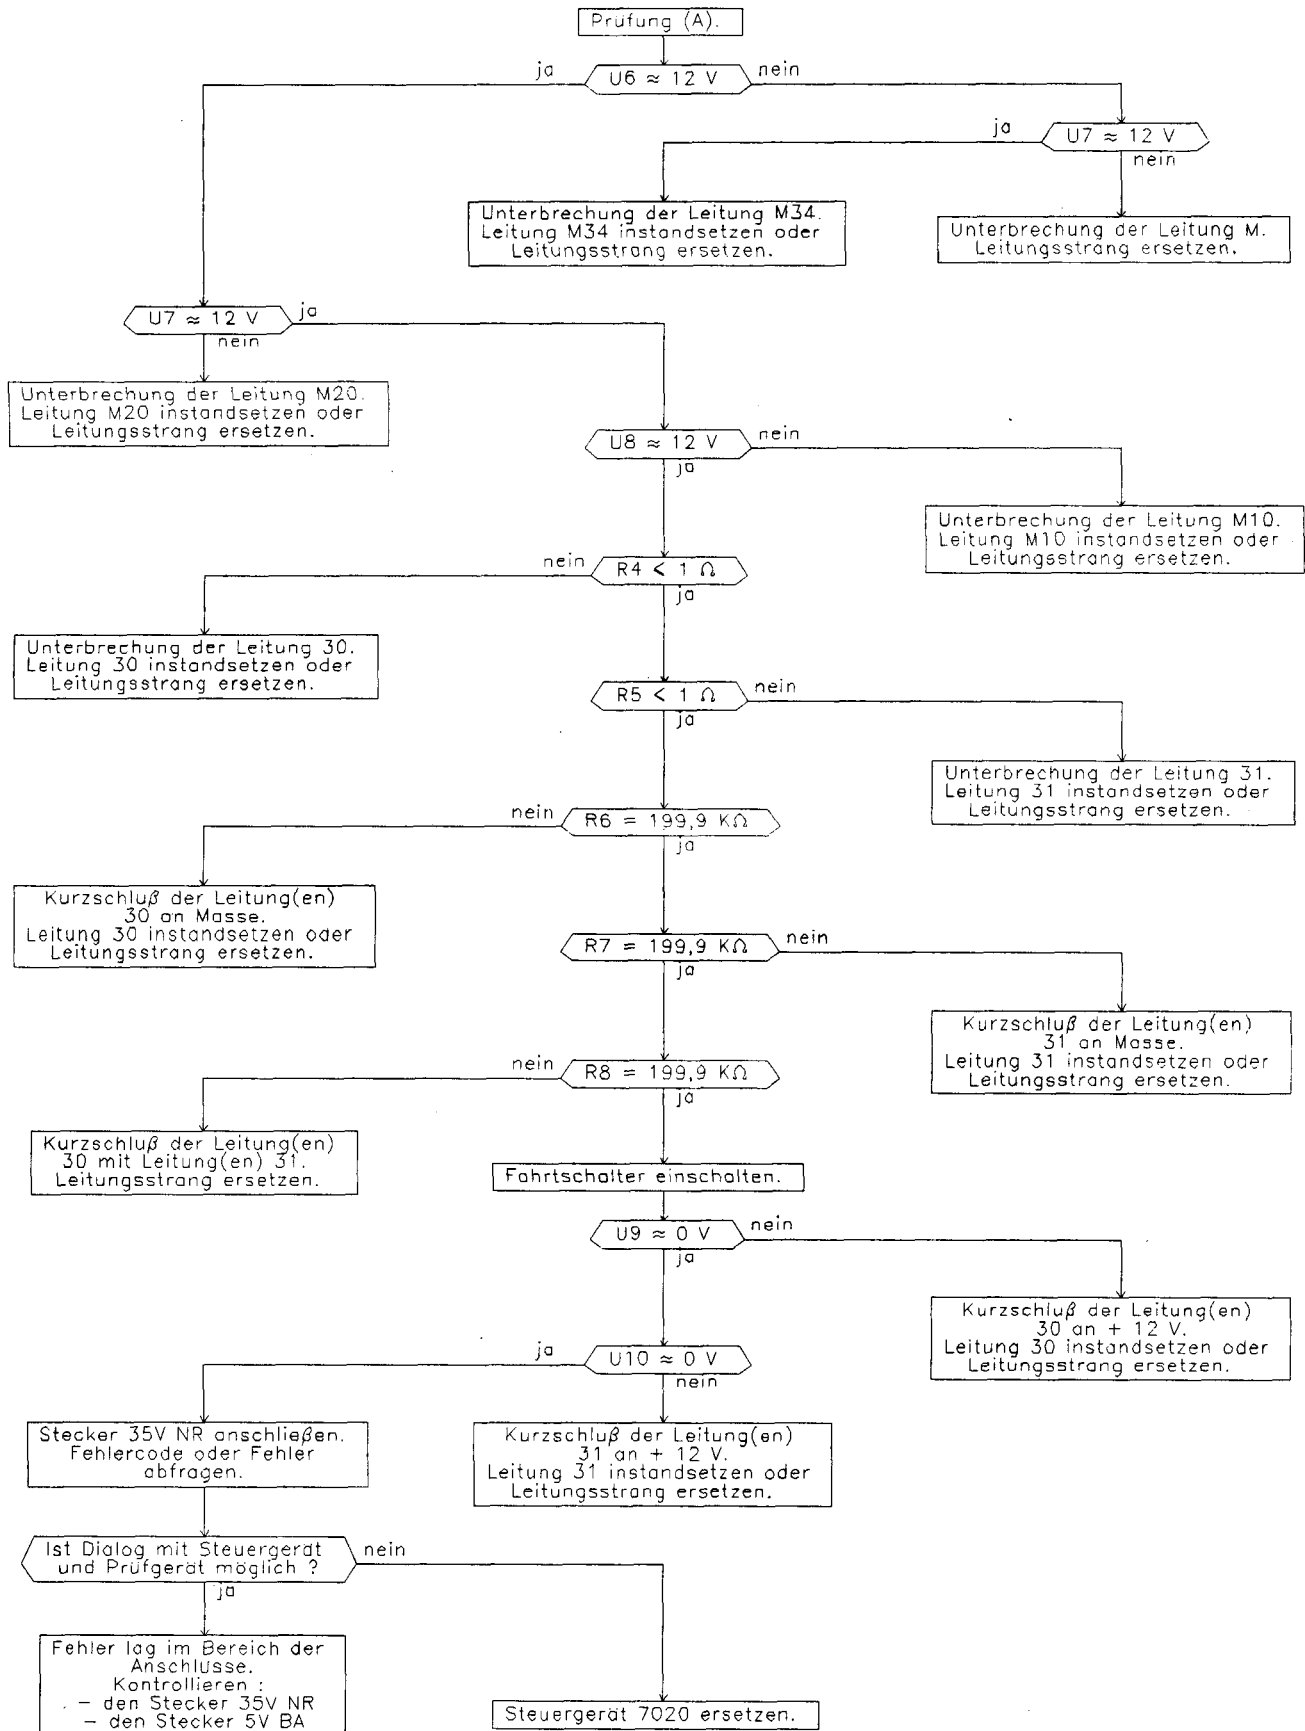 Prüfung (A).
ja
U6 ≈ 12 V
nein
ja
U7 ≈ 12 V
nein
Unterbrechung der Leitung M34.
Leitung M34 instandsetzen oder
Leitungsstrang ersetzen.
Unterbrechung der Leitung M.
Leitungsstrang ersetzen.
U7 ≈ 12 V
ja
nein
Unterbrechung der Leitung M20.
Leitung M20 instandsetzen oder
Leitungsstrang ersetzen.
U8 ≈ 12 V
nein
ja
Unterbrechung der Leitung M10.
Leitung M10 instandsetzen oder
Leitungsstrang ersetzen.
nein
R4 < 1 Ω
ja
Unterbrechung der Leitung 30.
Leitung 30 instandsetzen oder
Leitungsstrang ersetzen.
R5 < 1 Ω
nein
ja
Unterbrechung der Leitung 31.
Leitung 31 instandsetzen oder
Leitungsstrang ersetzen.
nein
R6 = 199,9 KΩ
ja
Kurzschluß der Leitung(en)
30 an Masse.
Leitung 30 instandsetzen oder
Leitungsstrang ersetzen.
R7 = 199,9 KΩ
nein
ja
Kurzschluß der Leitung(en)
31 an Masse.
Leitung 31 instandsetzen oder
Leitungsstrang ersetzen.
nein
R8 = 199,9 KΩ
ja
Kurzschluß der Leitung(en)
30 mit Leitung(en) 31.
Leitungsstrang ersetzen.
Fahrtschalter einschalten.
U9 ≈ 0 V
nein
ja
Kurzschluß der Leitung(en)
30 an + 12 V.
Leitung 30 instandsetzen oder
Leitungsstrang ersetzen.
ja
U10 ≈ 0 V
nein
Stecker 35V NR anschließen.
Fehlercode oder Fehler
abfragen.
Kurzschluß der Leitung(en)
31 an + 12 V.
Leitung 31 instandsetzen oder
Leitungsstrang ersetzen.
Ist Dialog mit Steuergerät
und Prüfgerät möglich ?
nein
ja
Fehler lag im Bereich der
Anschlüsse.
Kontrollieren :
– den Stecker 35V NR
– den Stecker 5V BA
Steuergerät 7020 ersetzen.